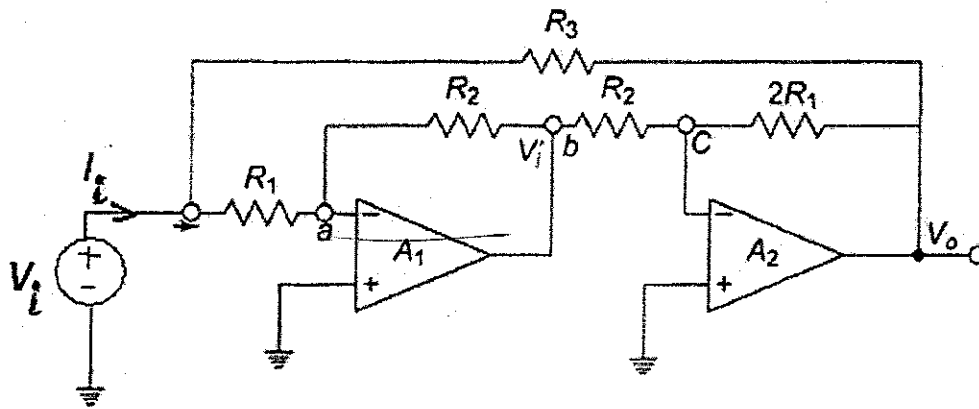 R3
R2
R2
2R1
Ii
R1
a
Vi'
b
C
−
A1
+
−
A2
+
Vo
+
Vi
−